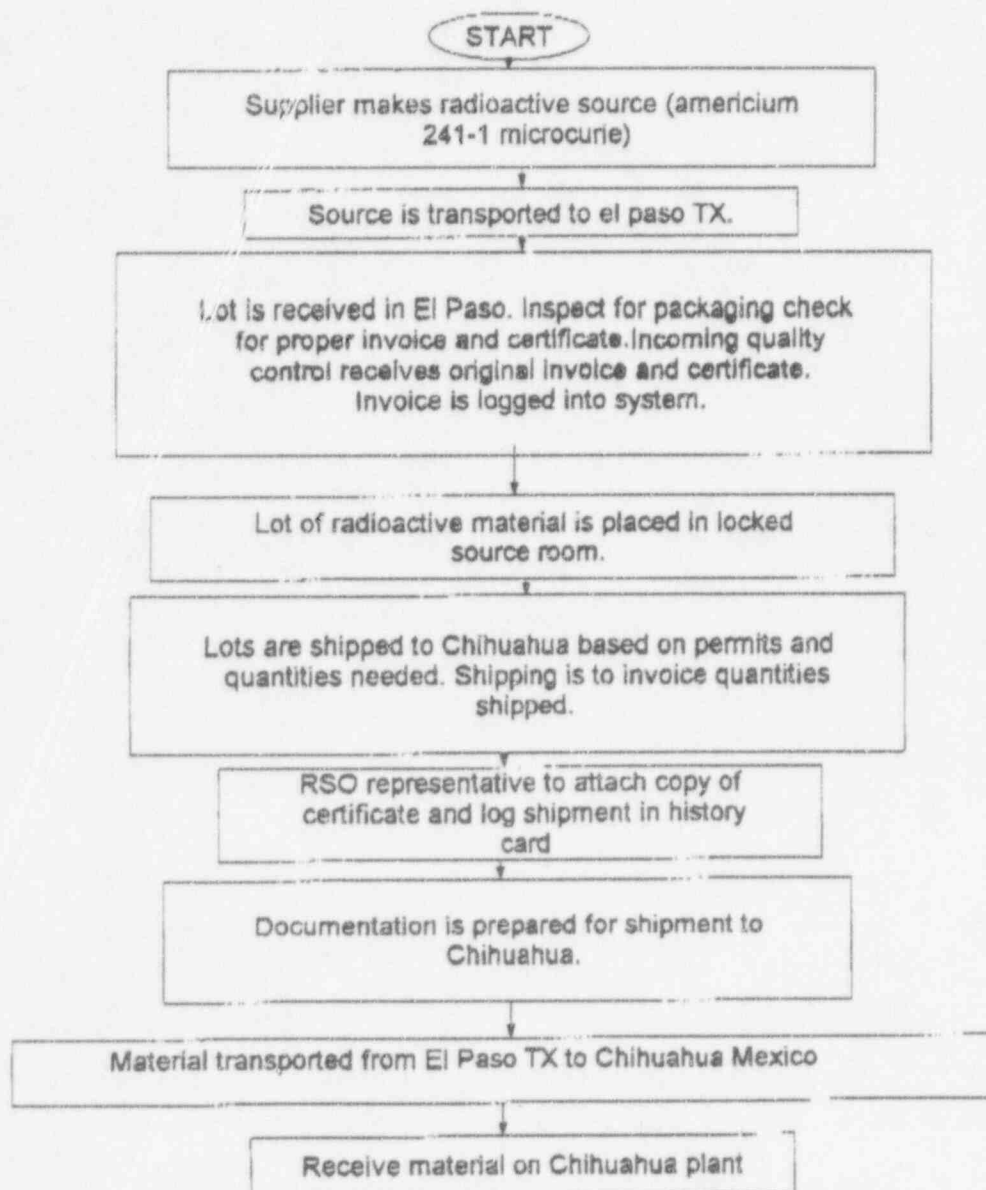 START
Supplier makes radioactive source (americium
241-1 microcurie)
Source is transported to el paso TX.
Lot is received in El Paso. Inspect for packaging check
for proper invoice and certificate.Incoming quality
control receives original invoice and certificate.
Invoice is logged into system.
Lot of radioactive material is placed in locked
source room.
Lots are shipped to Chihuahua based on permits and
quantities needed. Shipping is to invoice quantities
shipped.
RSO representative to attach copy of
certificate and log shipment in history
card
Documentation is prepared for shipment to
Chihuahua.
Material transported from El Paso TX to Chihuahua Mexico
Receive material on Chihuahua plant